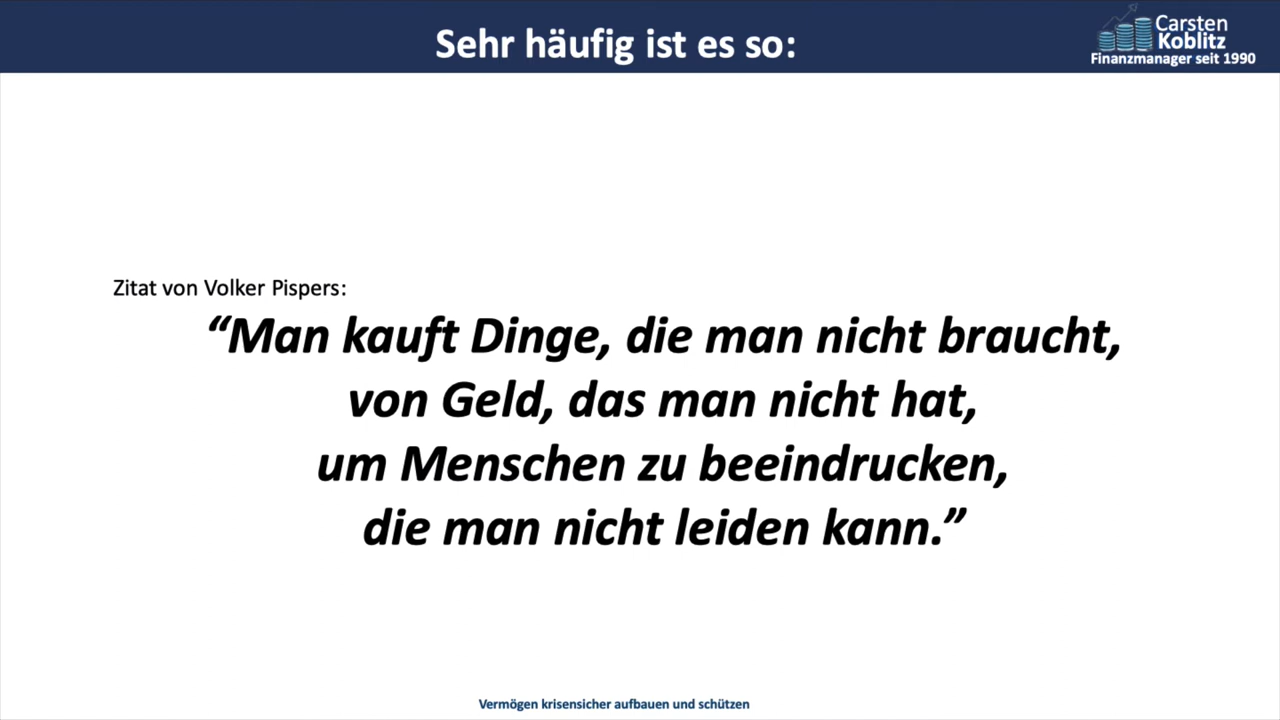 Sehr häufig ist es so:
Carsten
Koblitz
Finanzmanager seit 1990
Zitat von Volker Pispers:
“Man kauft Dinge, die man nicht braucht,
von Geld, das man nicht hat,
um Menschen zu beeindrucken,
die man nicht leiden kann.”
Vermögen krisensicher aufbauen und schützen